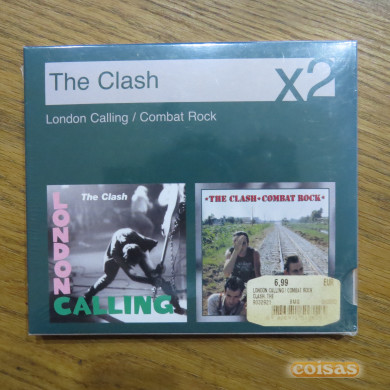 The Clash
x2
London Calling / Combat Rock
The Clash
LONDON
CALLING
•THE CLASH•COMBAT ROCK•
6,99 EUR
LONDON CALLING/COMBAT ROCK
CLASH THE
coisas